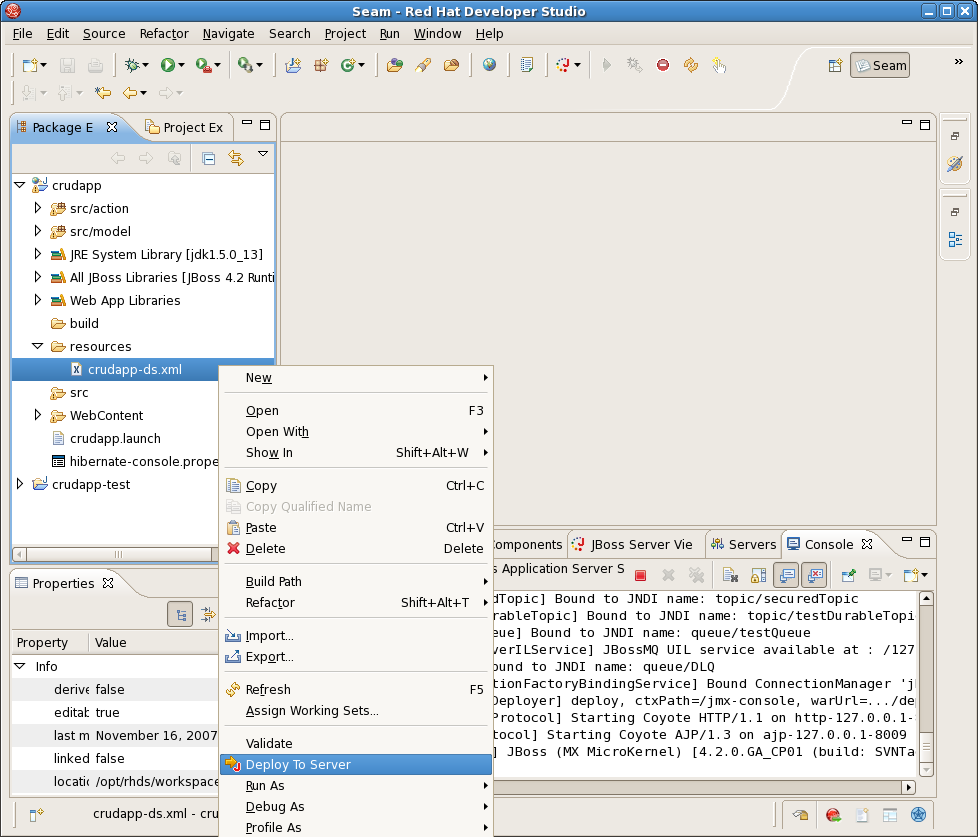 Seam - Red Hat Developer Studio
File Edit Source Refactor Navigate Search Project Run Window Help
Seam
»
Package E
Project Ex
crudapp
src/action
src/model
JRE System Library [jdk1.5.0_13]
All JBoss Libraries [JBoss 4.2 Runti
Web App Libraries
build
resources
crudapp-ds.xml
src
WebContent
crudapp.launch
hibernate-console.prope
crudapp-test
New
Open F3
Open With
Show In Shift+Alt+W
Copy Ctrl+C
Copy Qualified Name
Paste Ctrl+V
Delete Delete
Build Path
Refactor Shift+Alt+T
Import...
Export...
Refresh F5
Assign Working Sets...
Validate
Deploy To Server
Run As
Debug As
Profile As
Properties
Property Value
Info
derive false
editab true
last m November 16, 2007
linked false
locatic /opt/rhds/workspace
crudapp-ds.xml - cru
omponents
JBoss Server Vie
Servers
Console
s Application Server S
dTopic] Bound to JNDI name: topic/securedTopic
rableTopic] Bound to JNDI name: topic/testDurableTopi
eue] Bound to JNDI name: queue/testQueue
verILService] JBossMQ UIL service available at : /127
ound to JNDI name: queue/DLQ
tionFactoryBindingService] Bound ConnectionManager 'j
Deployer] deploy, ctxPath=/jmx-console, warUrl=.../de
Protocol] Starting Coyote HTTP/1.1 on http-127.0.0.1-
tocol] Starting Coyote AJP/1.3 on ajp-127.0.0.1-8009
] JBoss (MX MicroKernel) [4.2.0.GA_CP01 (build: SVNTa